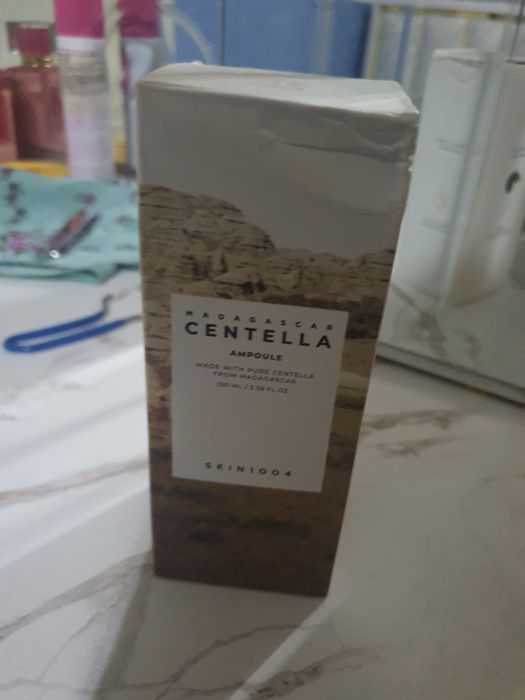 MADAGASCAR
CENTELLA
AMPOULE
MADE WITH PURE CENTELLA
FROM MADAGASCAR
100 ML / 3.38 FL.OZ.
SKIN1004